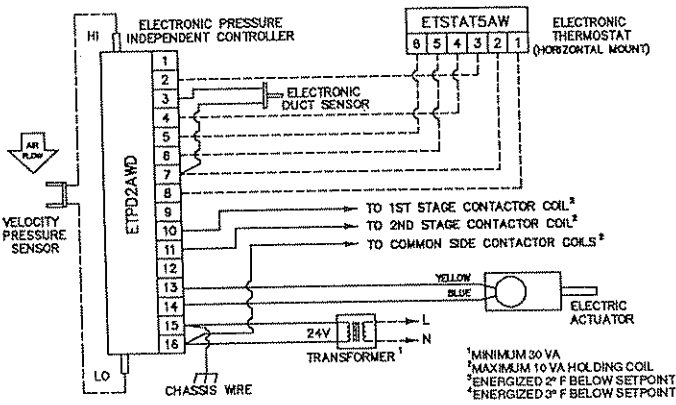 ELECTRONIC PRESSURE
INDEPENDENT CONTROLLER
HI
ETSTAT5AW
6 5 4 3 2 1
ELECTRONIC
THERMOSTAT
(HORIZONTAL MOUNT)
ETPD2AWD
1
2
3
4
5
6
7
8
9
10
11
12
13
14
15
16
ELECTRONIC
DUCT SENSOR
AIR
FLOW
VELOCITY
PRESSURE
SENSOR
TO 1ST STAGE CONTACTOR COIL²
TO 2ND STAGE CONTACTOR COIL²
TO COMMON SIDE CONTACTOR COILS²
YELLOW
BLUE
ELECTRIC
ACTUATOR
24V
L
N
TRANSFORMER¹
LO
CHASSIS WIRE
¹MINIMUM 30 VA
²MAXIMUM 10 VA HOLDING COIL
³ENERGIZED 2° F BELOW SETPOINT
⁴ENERGIZED 3° F BELOW SETPOINT